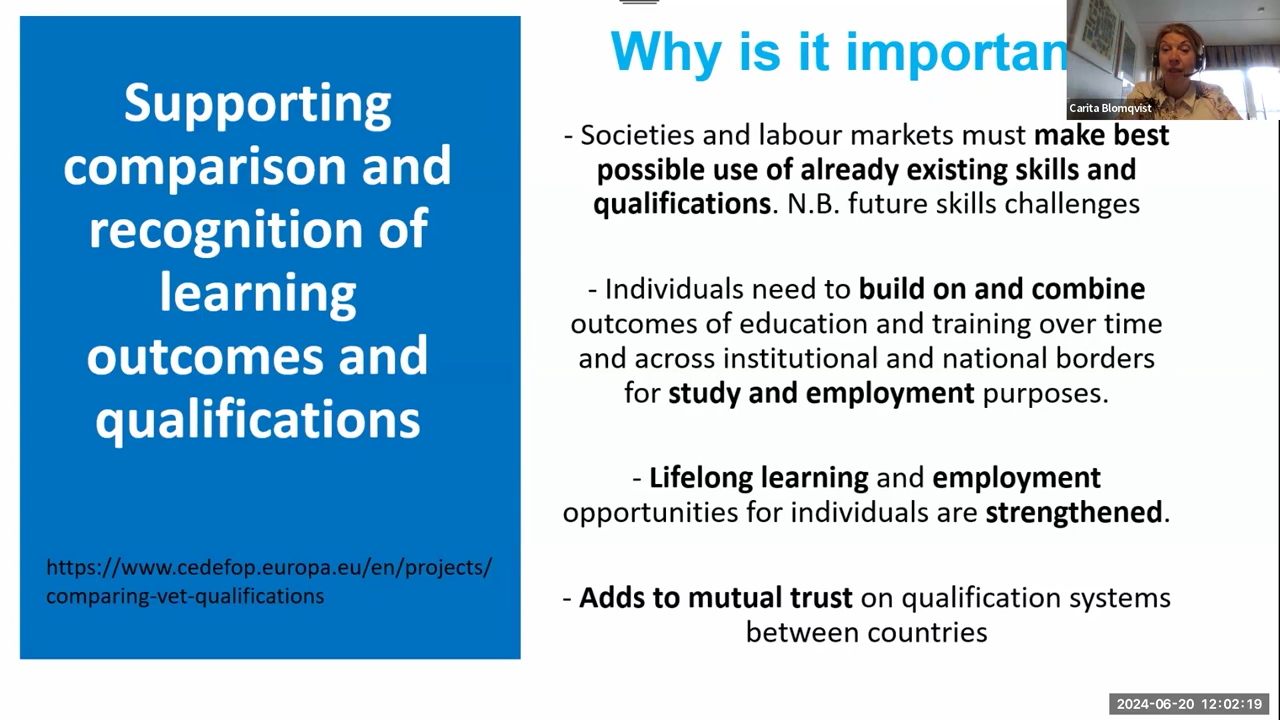 Supporting
comparison and
recognition of
learning
outcomes and
qualifications
https://www.cedefop.europa.eu/en/projects/
comparing-vet-qualifications
Why is it importan
Carita Blomqvist
- Societies and labour markets must make best
possible use of already existing skills and
qualifications. N.B. future skills challenges
- Individuals need to build on and combine
outcomes of education and training over time
and across institutional and national borders
for study and employment purposes.
- Lifelong learning and employment
opportunities for individuals are strengthened.
- Adds to mutual trust on qualification systems
between countries
2024-06-20 12:02:19